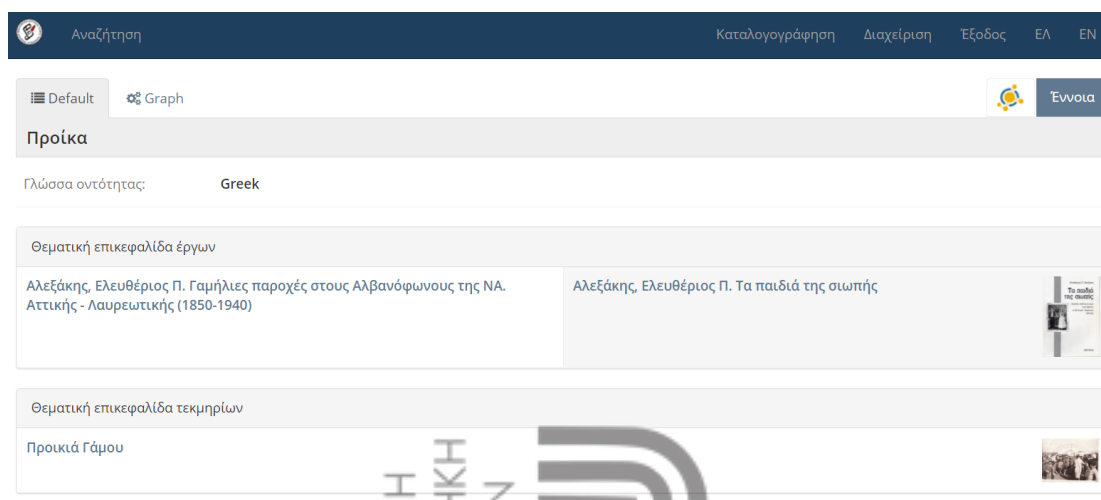 Αναζήτηση Καταλογογράφηση Διαχείριση Έξοδος ΕΛ EN
Default Graph Έννοια
Προίκα
Γλώσσα οντότητας: Greek
Θεματική επικεφαλίδα έργων
Αλεξάκης, Ελευθέριος Π. Γαμήλιες παροχές στους Αλβανόφωνους της ΝΑ. Αττικής - Λαυρεωτικής (1850-1940)
Αλεξάκης, Ελευθέριος Π. Τα παιδιά της σιωπής
Τα παιδιά
της σιωπής
Θεματική επικεφαλίδα τεκμηρίων
Προικιά Γάμου